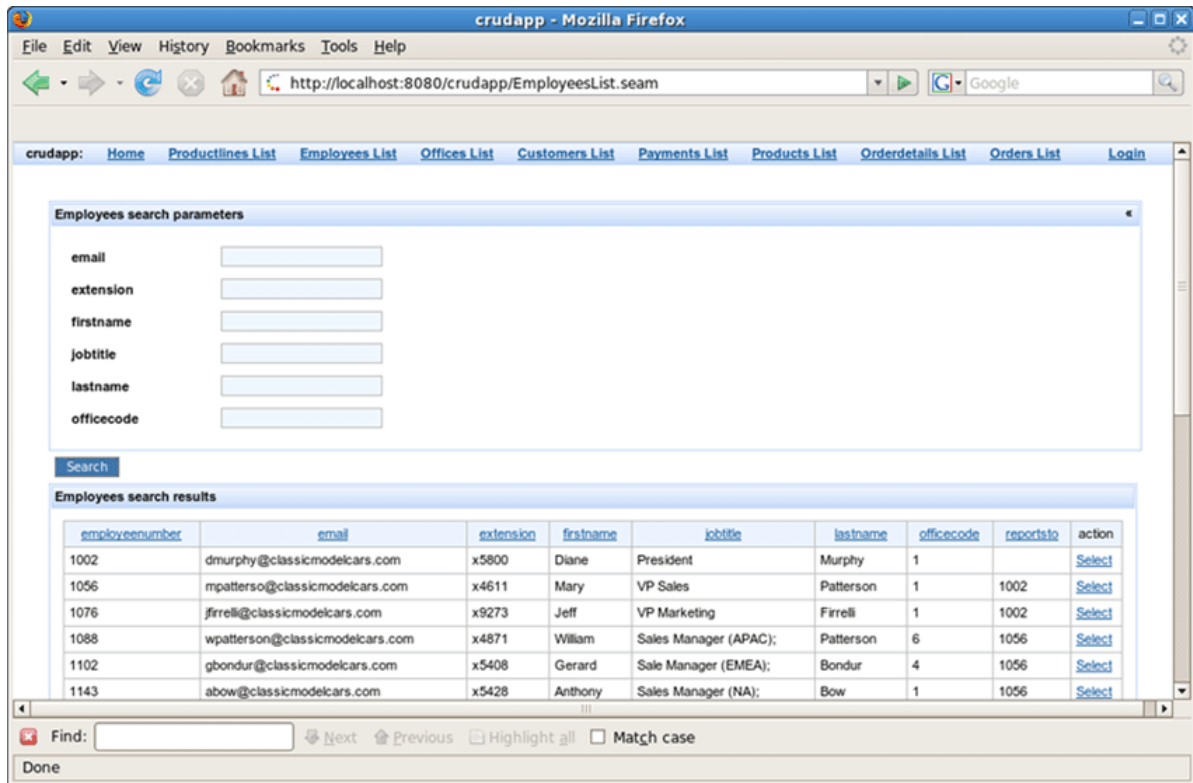 crudapp - Mozilla Firefox
File Edit View History Bookmarks Tools Help
http://localhost:8080/crudapp/EmployeesList.seam G Google
crudapp: Home Productlines List Employees List Offices List Customers List Payments List Products List Orderdetails List Orders List Login
Employees search parameters «
email
extension
firstname
jobtitle
lastname
officecode
Search
Employees search results
employeenumber email extension firstname jobtitle lastname officecode reportsto action
1002 dmurphy@classicmodelcars.com x5800 Diane President Murphy 1 Select
1056 mpatterso@classicmodelcars.com x4611 Mary VP Sales Patterson 1 1002 Select
1076 jfirrelli@classicmodelcars.com x9273 Jeff VP Marketing Firrelli 1 1002 Select
1088 wpatterson@classicmodelcars.com x4871 William Sales Manager (APAC); Patterson 6 1056 Select
1102 gbondur@classicmodelcars.com x5408 Gerard Sale Manager (EMEA); Bondur 4 1056 Select
1143 abow@classicmodelcars.com x5428 Anthony Sales Manager (NA); Bow 1 1056 Select
Find: Next Previous Highlight all Match case
Done